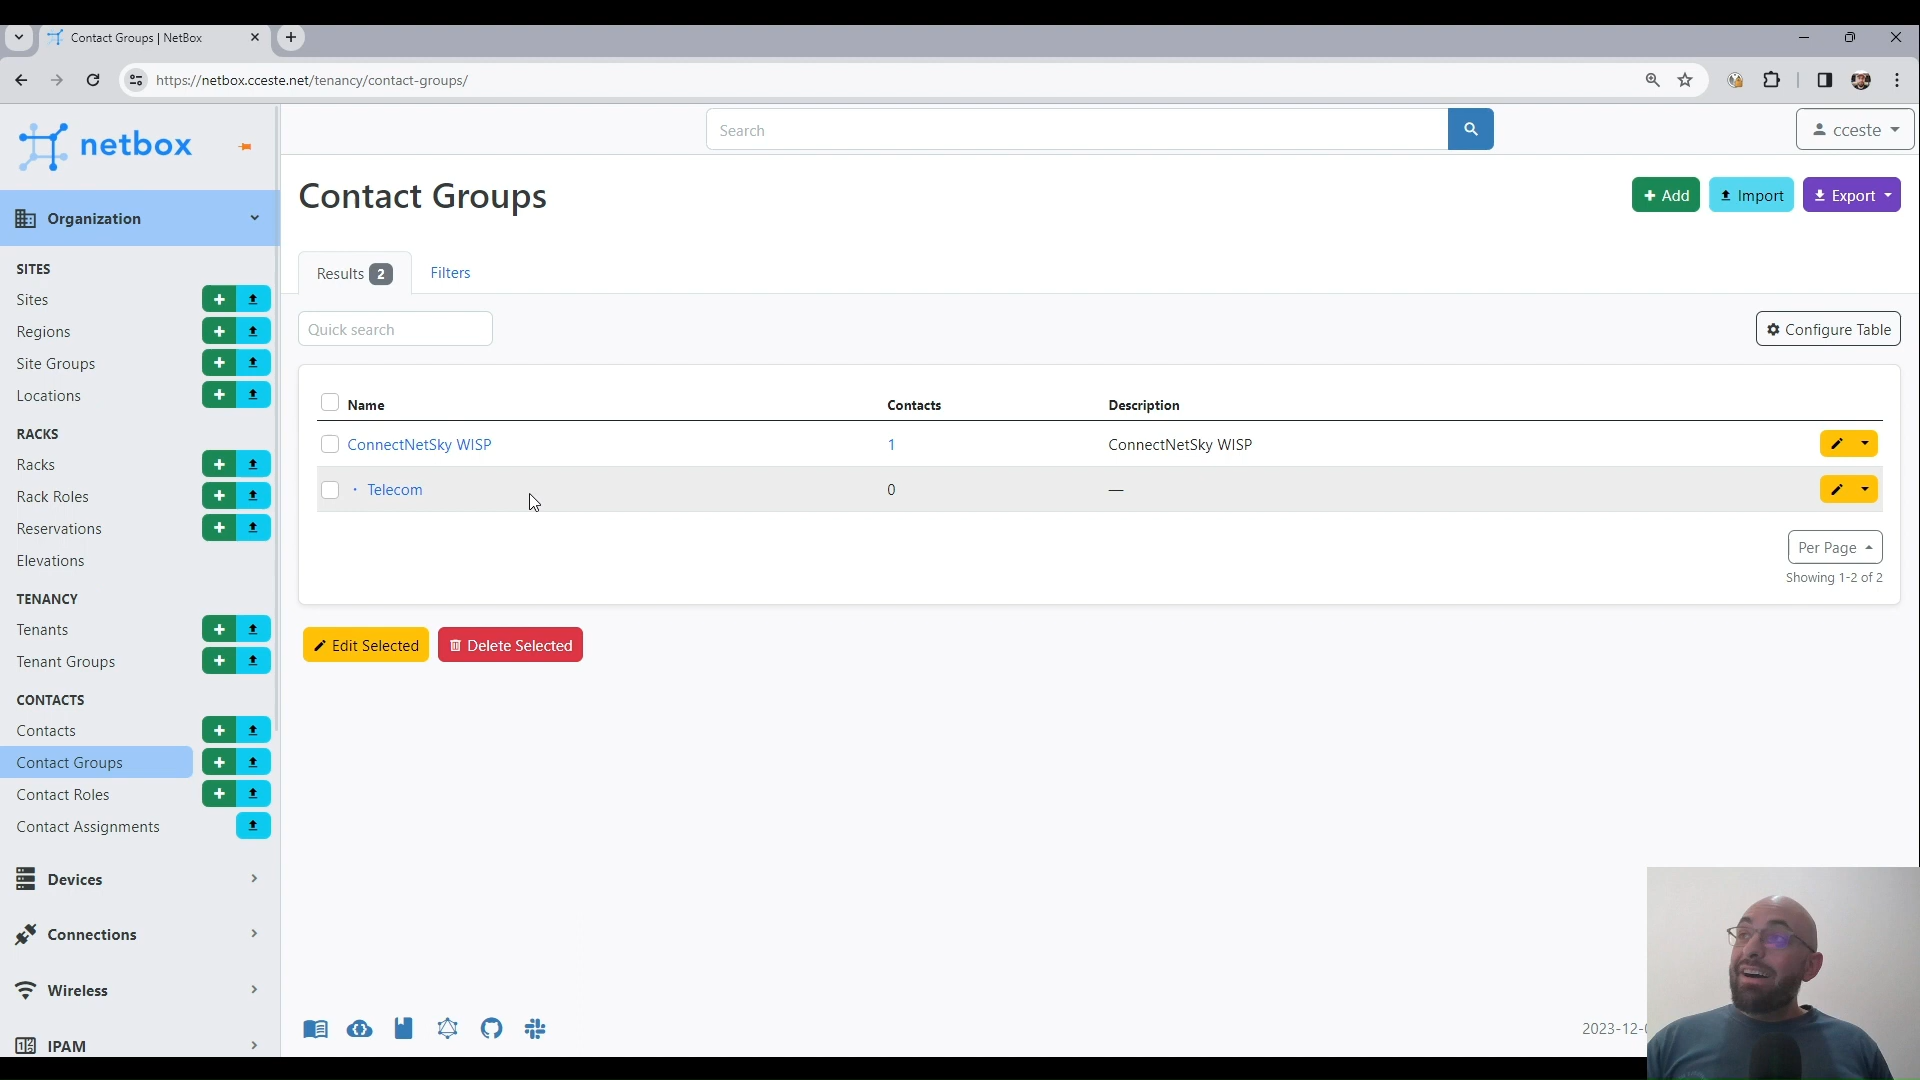 Contact Groups | NetBox
https://netbox.cceste.net/tenancy/contact-groups/
netbox
Search
cceste
Organization
Contact Groups
Add
Import
Export
SITES
Sites
Regions
Site Groups
Locations
RACKS
Racks
Rack Roles
Reservations
Elevations
TENANCY
Tenants
Tenant Groups
CONTACTS
Contacts
Contact Groups
Contact Roles
Contact Assignments
Devices
Connections
Wireless
IPAM
Results 2
Filters
Quick search
Configure Table
Name Contacts Description
ConnectNetSky WISP 1 ConnectNetSky WISP
· Telecom 0 —
Per Page
Showing 1-2 of 2
Edit Selected
Delete Selected
2023-12-